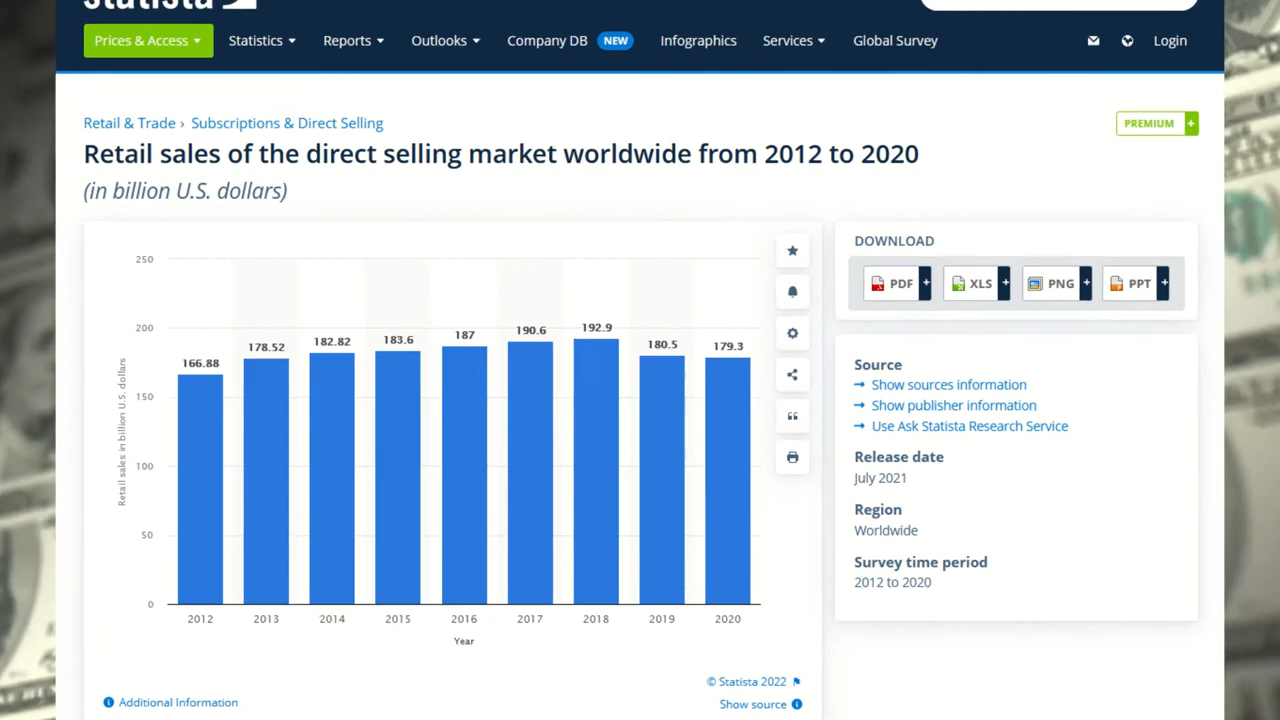 statista
Prices & Access Statistics Reports Outlooks Company DB NEW Infographics Services Global Survey Login
Retail & Trade › Subscriptions & Direct Selling
PREMIUM +
Retail sales of the direct selling market worldwide from 2012 to 2020
(in billion U.S. dollars)
DOWNLOAD
PDF + XLS + PNG + PPT +
250
200
150
100
50
0
Retail sales in billion U.S. dollars
166.88 178.52 182.82 183.6 187 190.6 192.9 180.5 179.3
2012 2013 2014 2015 2016 2017 2018 2019 2020
Year
Source
Show sources information
Show publisher information
Use Ask Statista Research Service
Release date
July 2021
Region
Worldwide
Survey time period
2012 to 2020
© Statista 2022
Additional Information
Show source